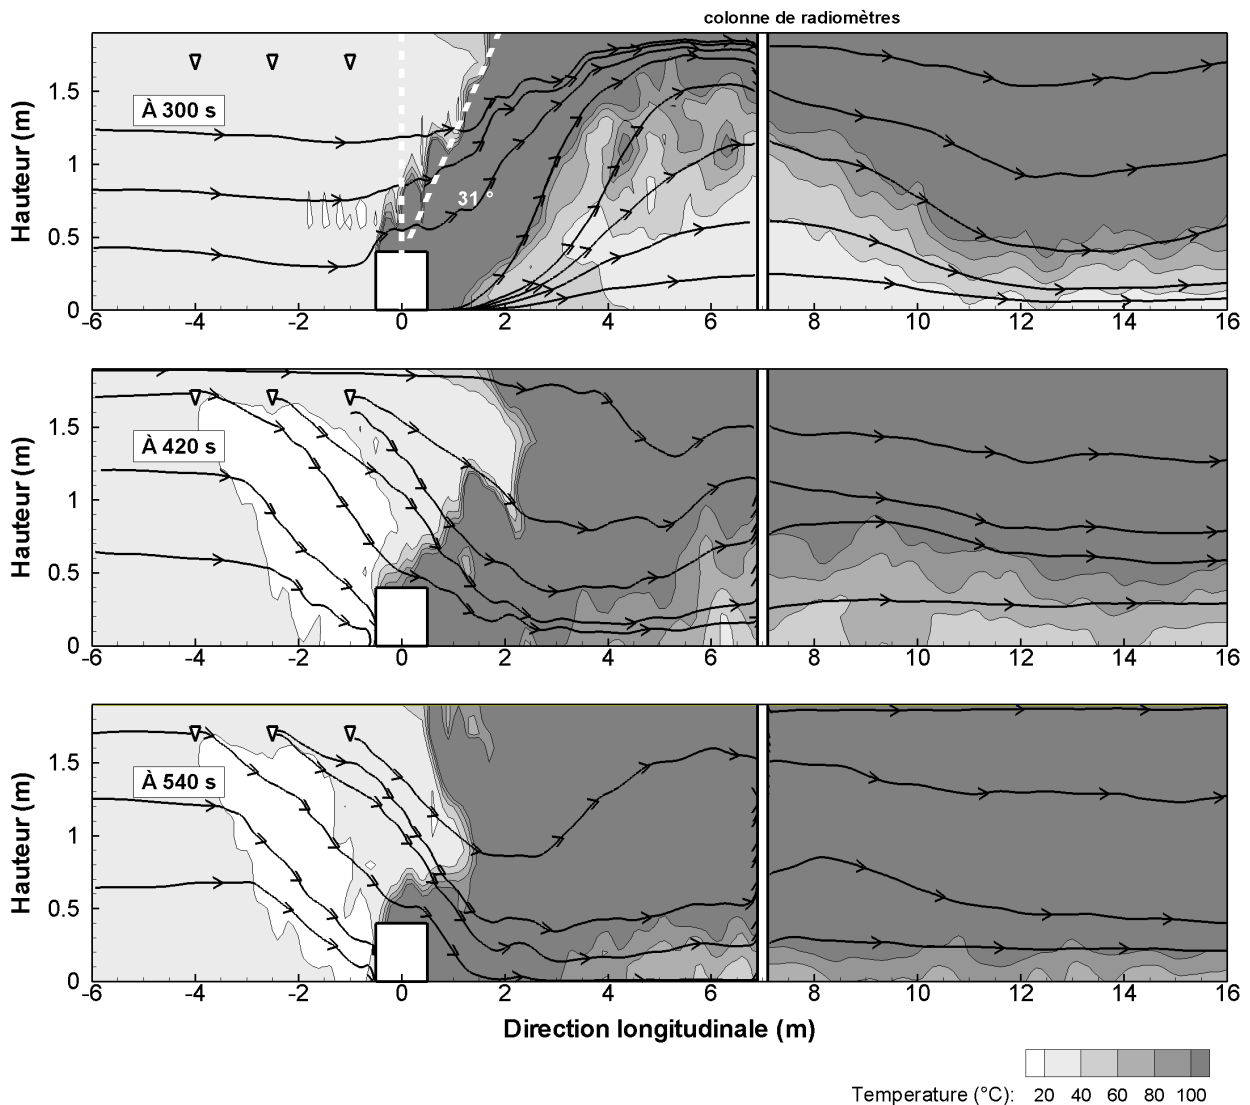 colonne de radiomètres
Hauteur (m)
1.5
1
0.5
0
À 300 s
31 °
-6 -4 -2 0 2 4 6 8 10 12 14 16
Hauteur (m)
1.5
1
0.5
0
À 420 s
-6 -4 -2 0 2 4 6 8 10 12 14 16
Hauteur (m)
1.5
1
0.5
0
À 540 s
-6 -4 -2 0 2 4 6 8 10 12 14 16
Direction longitudinale (m)
Temperature (°C): 20 40 60 80 100